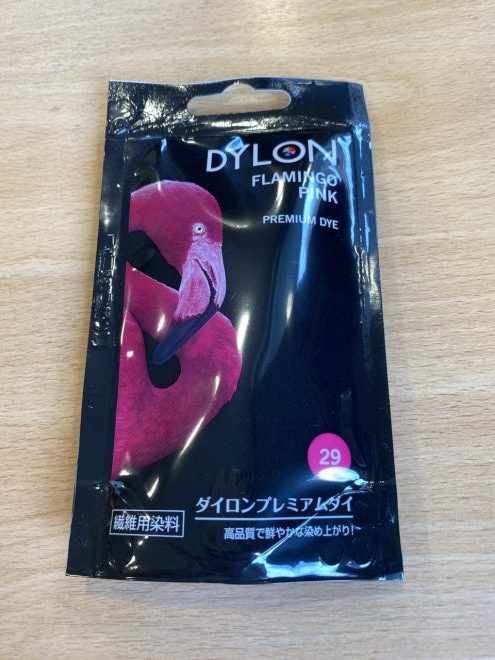 DYLON
FLAMINGO
PINK
PREMIUM DYE
29
ダイロンプレミアムダイ
繊維用染料
高品質で鮮やかな染め上がり!